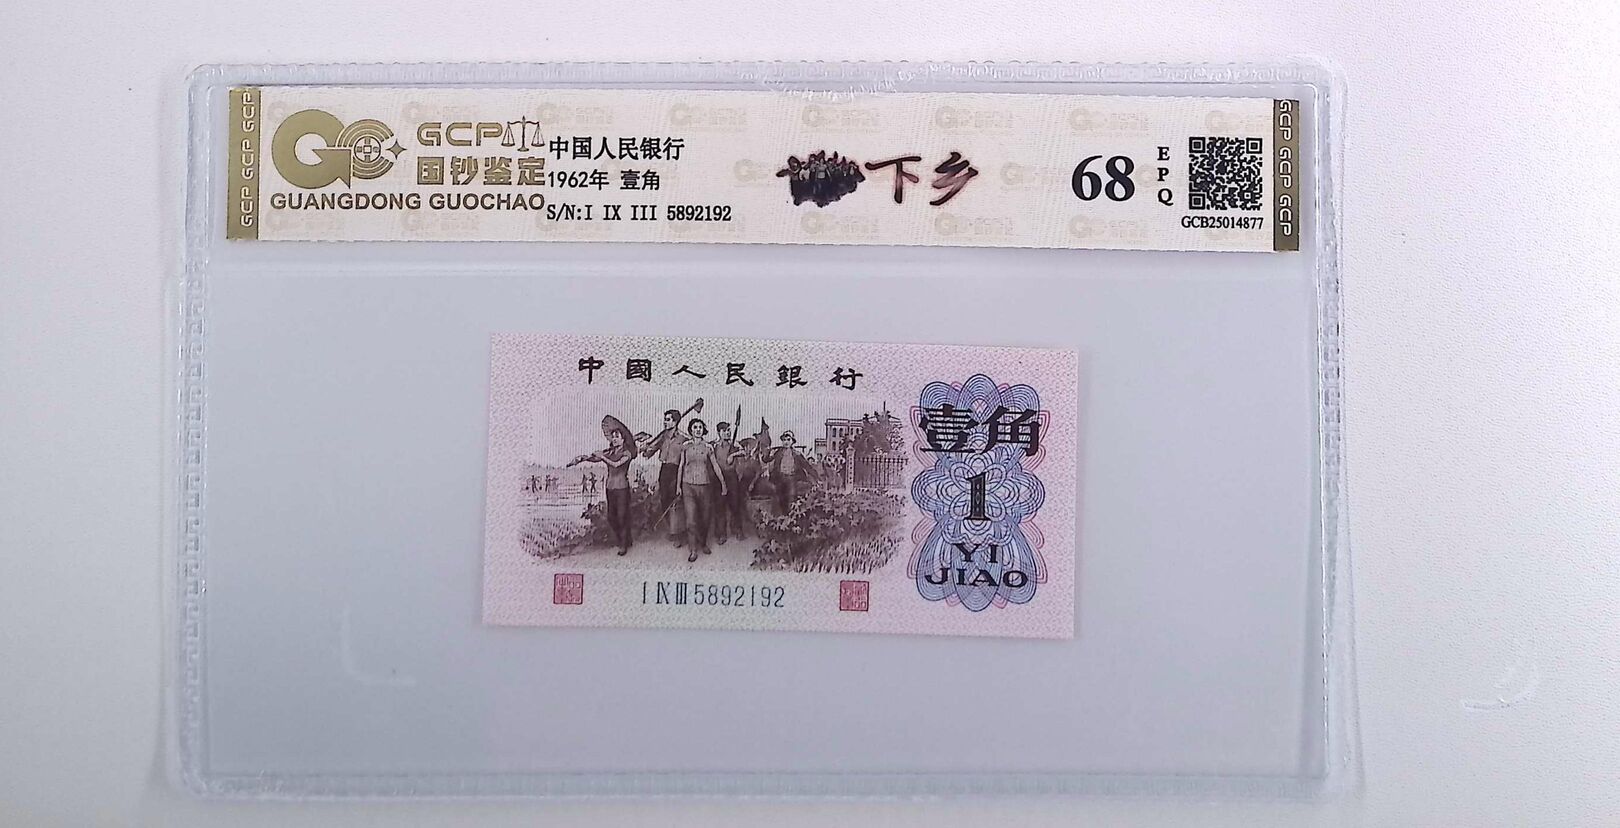 GCP GCP GCP
GCP
国钞鉴定
GUANGDONG GUOCHAO
中国人民银行
1962年 壹角
S/N:I IX III 5892192
下乡
68
EPQ
GCB25014877
GCP GCP GCP
中國人民銀行
壹角
1
YI
JIAO
I IX III 5892192